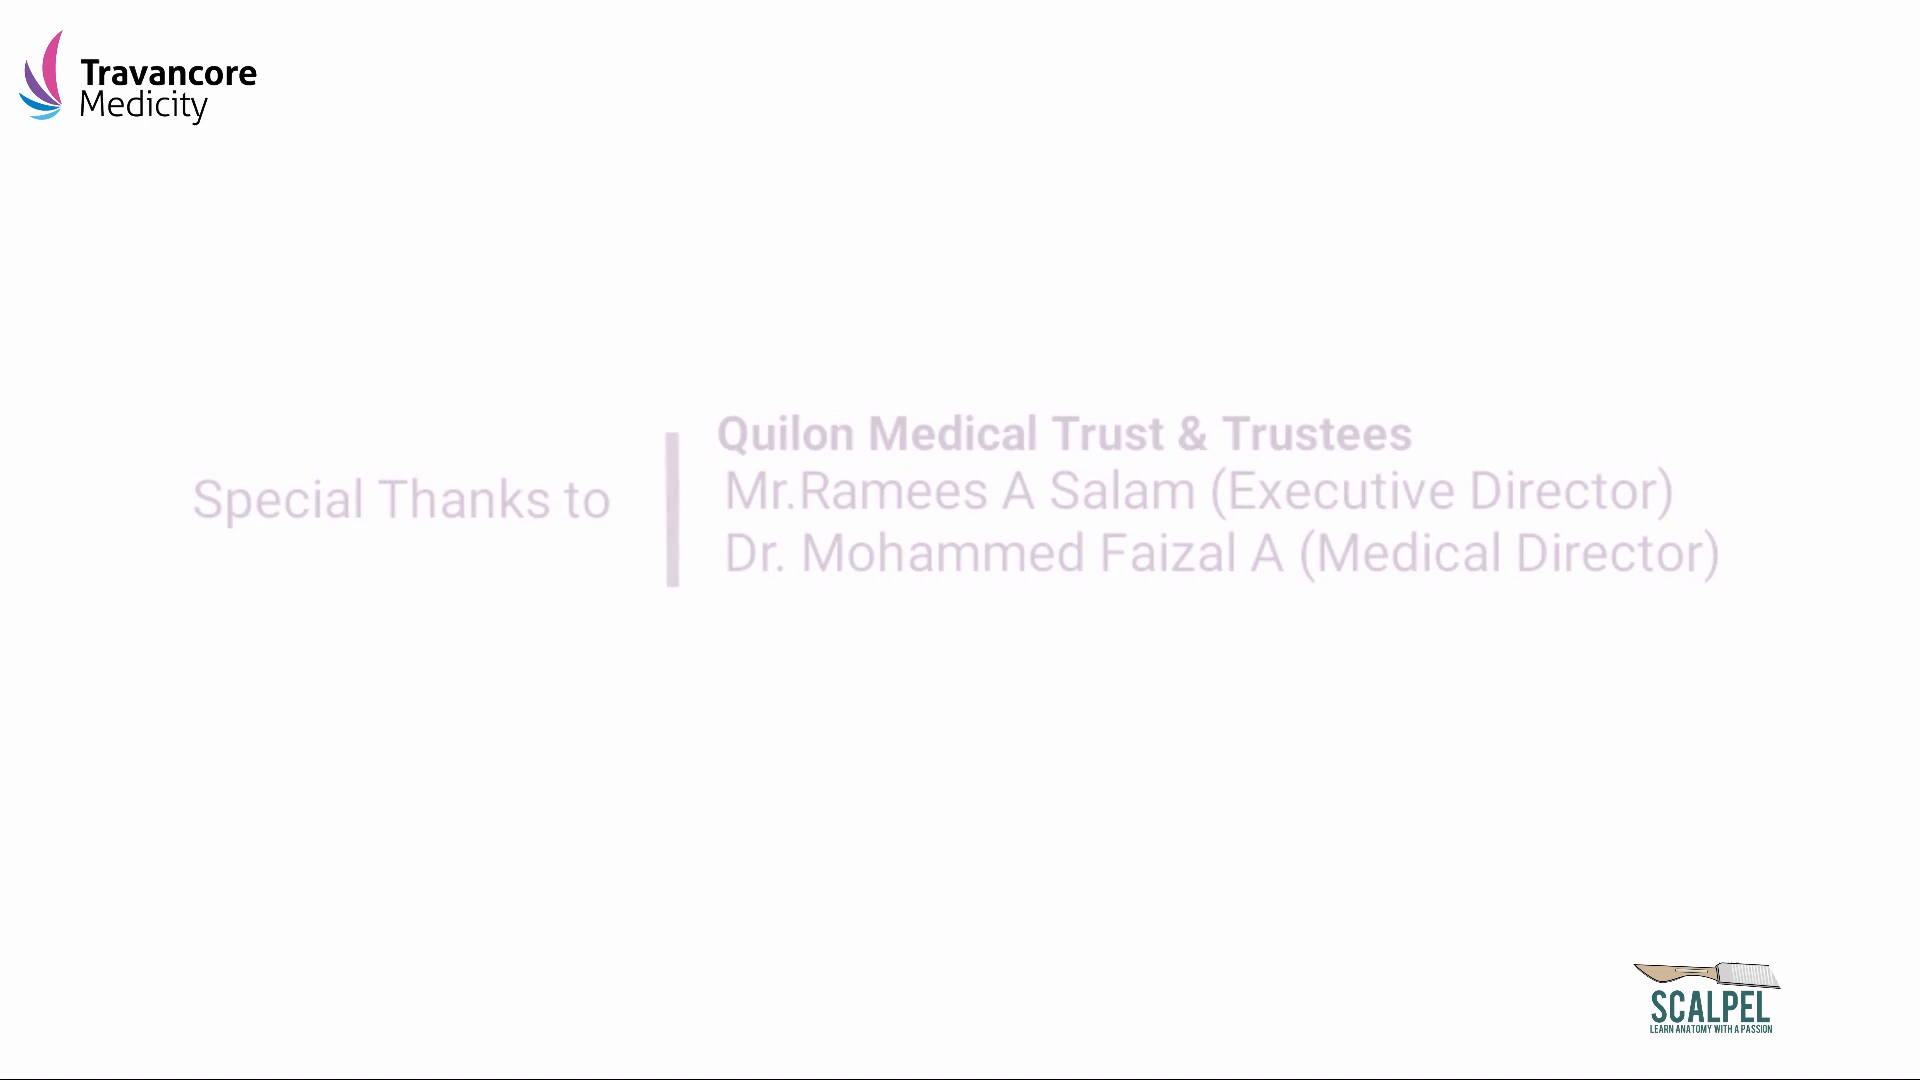 Travancore
Medicity
Special Thanks to
Quilon Medical Trust & Trustees
Mr.Ramees A Salam (Executive Director)
Dr. Mohammed Faizal A (Medical Director)
SCALPEL
LEARN ANATOMY WITH A PASSION